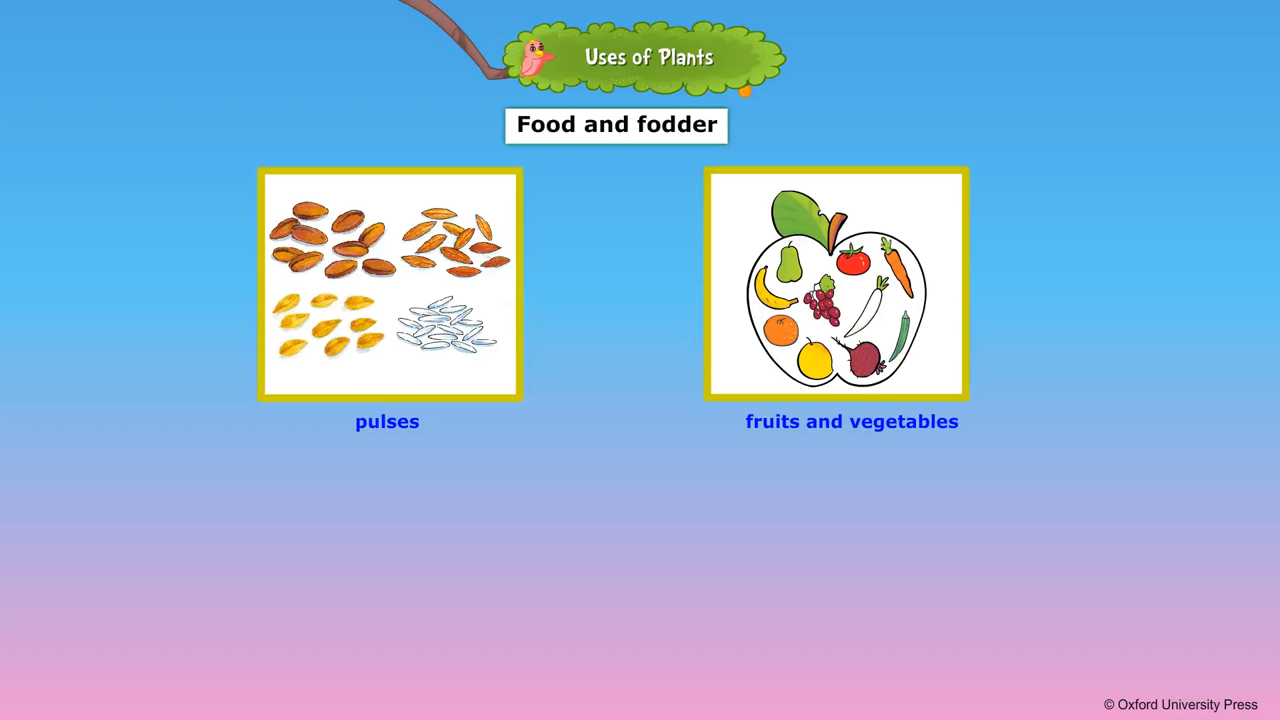 Uses of Plants
Food and fodder
pulses
fruits and vegetables
© Oxford University Press